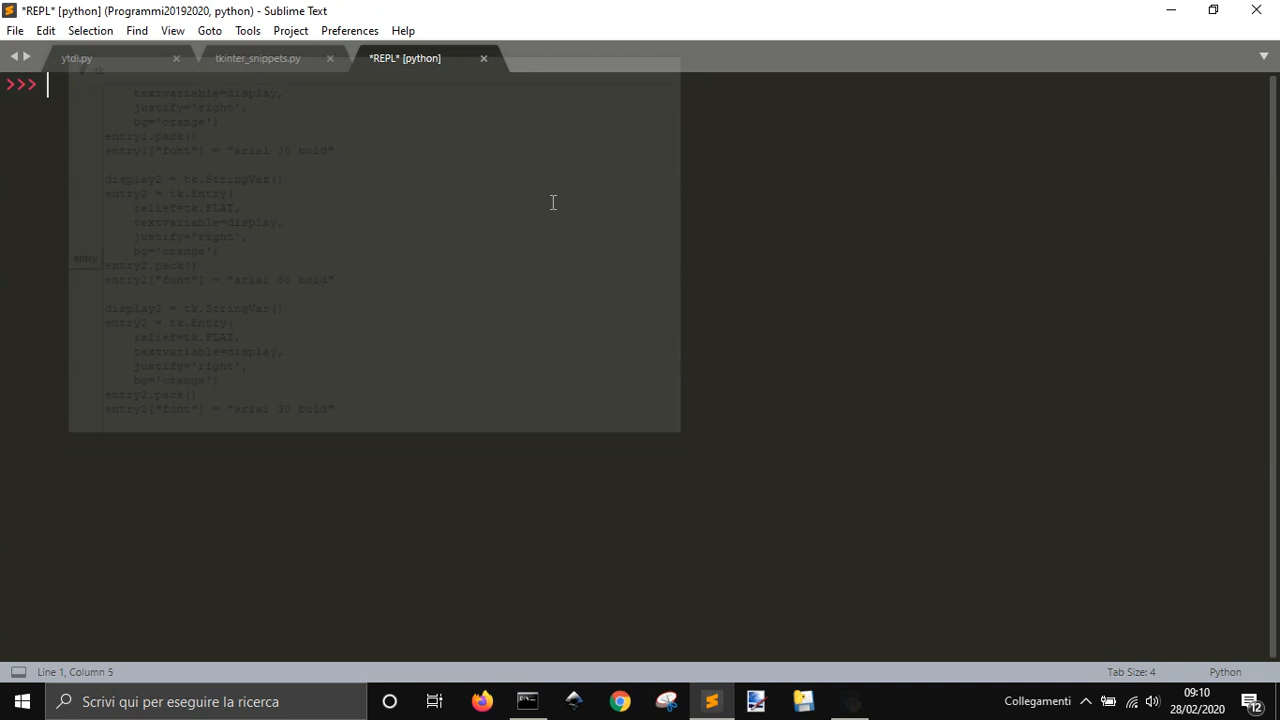 *REPL* [python] (Programmi20192020, python) - Sublime Text
File Edit Selection Find View Goto Tools Project Preferences Help
ytdl.py tkinter_snippets.py *REPL* [python]
tk
>>>
textvariable=display,
justify='right',
bg='orange')
entry1.pack()
entry1["font"] = "arial 30 bold"
display2 = tk.StringVar()
entry2 = tk.Entry(
relief=tk.FLAT,
textvariable=display,
justify='right',
bg='orange')
entry
entry2.pack()
entry1["font"] = "arial 30 bold"
display2 = tk.StringVar()
entry2 = tk.Entry(
relief=tk.FLAT,
textvariable=display,
justify='right',
bg='orange')
entry2.pack()
entry2["font"] = "arial 30 bold"
Line 1, Column 5 Tab Size: 4 Python
Scrivi qui per eseguire la ricerca Collegamenti 09:10
28/02/2020 12